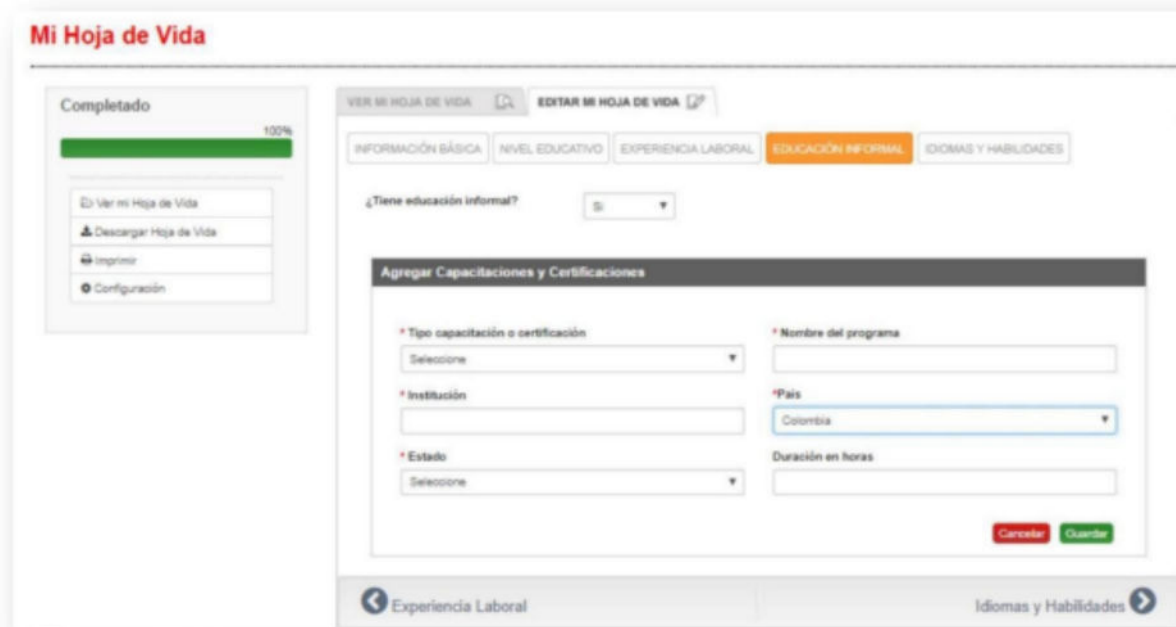 Mi Hoja de Vida
Completado
100%
Ver mi Hoja de Vida
Descargar Hoja de Vida
Imprimir
Configuración
VER MI HOJA DE VIDA
EDITAR MI HOJA DE VIDA
INFORMACIÓN BÁSICA
NIVEL EDUCATIVO
EXPERIENCIA LABORAL
EDUCACIÓN INFORMAL
IDIOMAS Y HABILIDADES
¿Tiene educación informal?
Si
Agregar Capacitaciones y Certificaciones
* Tipo capacitación o certificación
Seleccione
* Nombre del programa
* Institución
*País
Colombia
* Estado
Seleccione
Duración en horas
Cancelar
Guardar
Experiencia Laboral
Idiomas y Habilidades